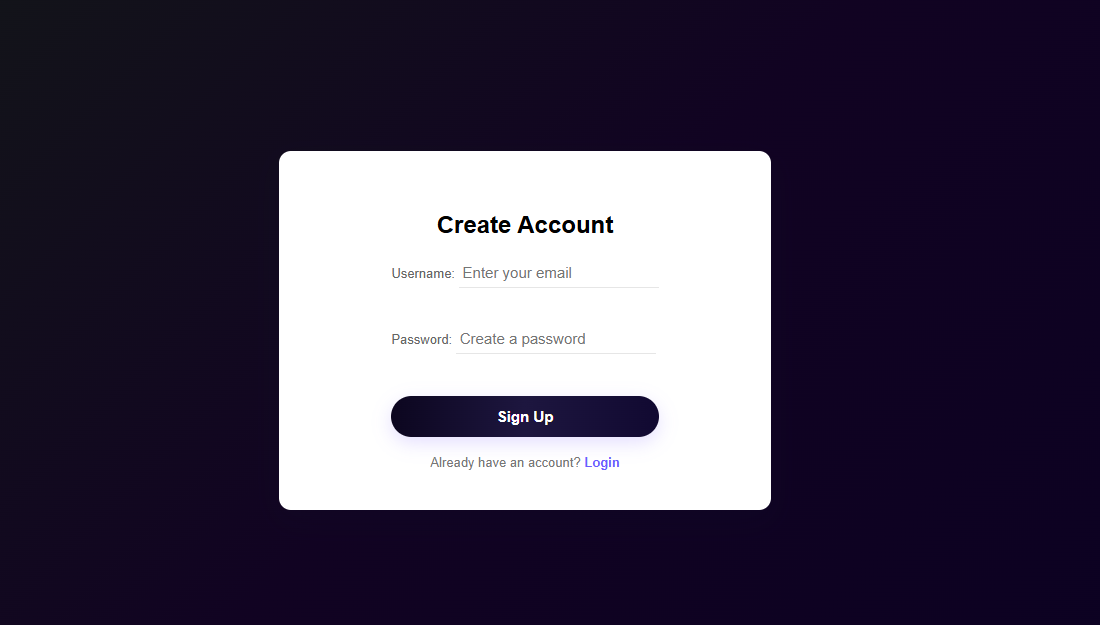 Create Account
Username: Enter your email
Password: Create a password
Sign Up
Already have an account? Login